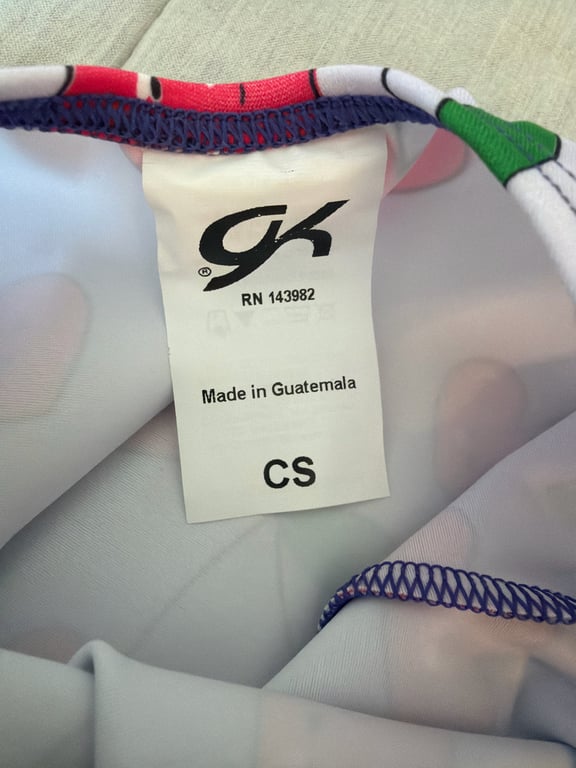 GK
®
RN 143982
Made in Guatemala
CS